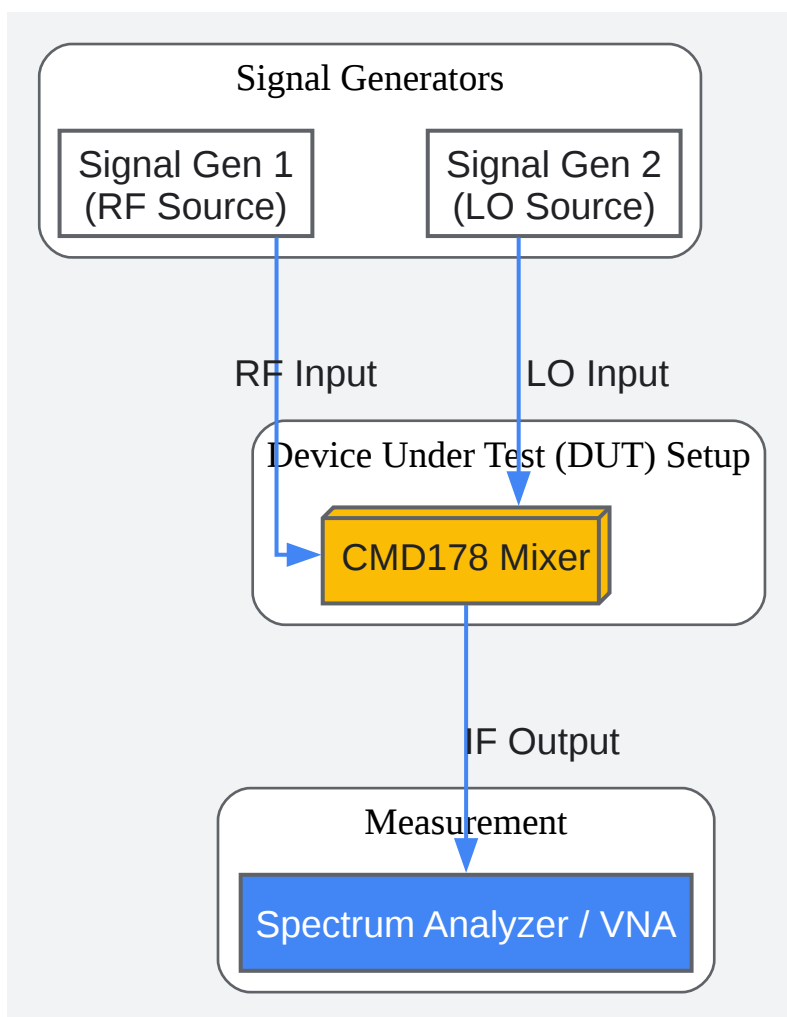 Signal Generators
Signal Gen 1
(RF Source)
Signal Gen 2
(LO Source)
RF Input
LO Input
Device Under Test (DUT) Setup
CMD178 Mixer
IF Output
Measurement
Spectrum Analyzer / VNA